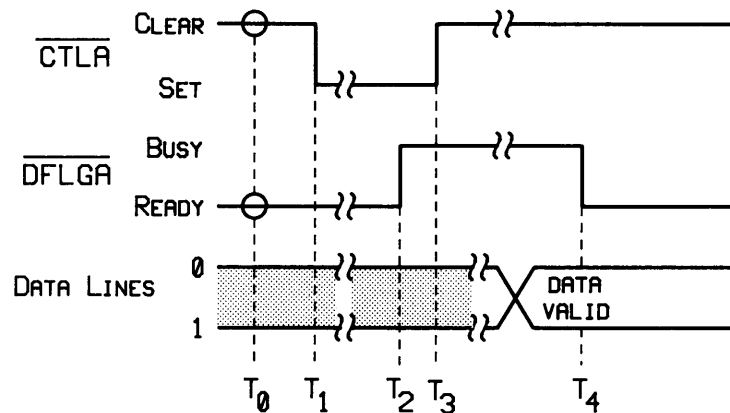 CLEAR
CTLA
SET
BUSY
DFLGA
READY
DATA LINES
0
1
DATA
VALID
T0 T1 T2 T3 T4